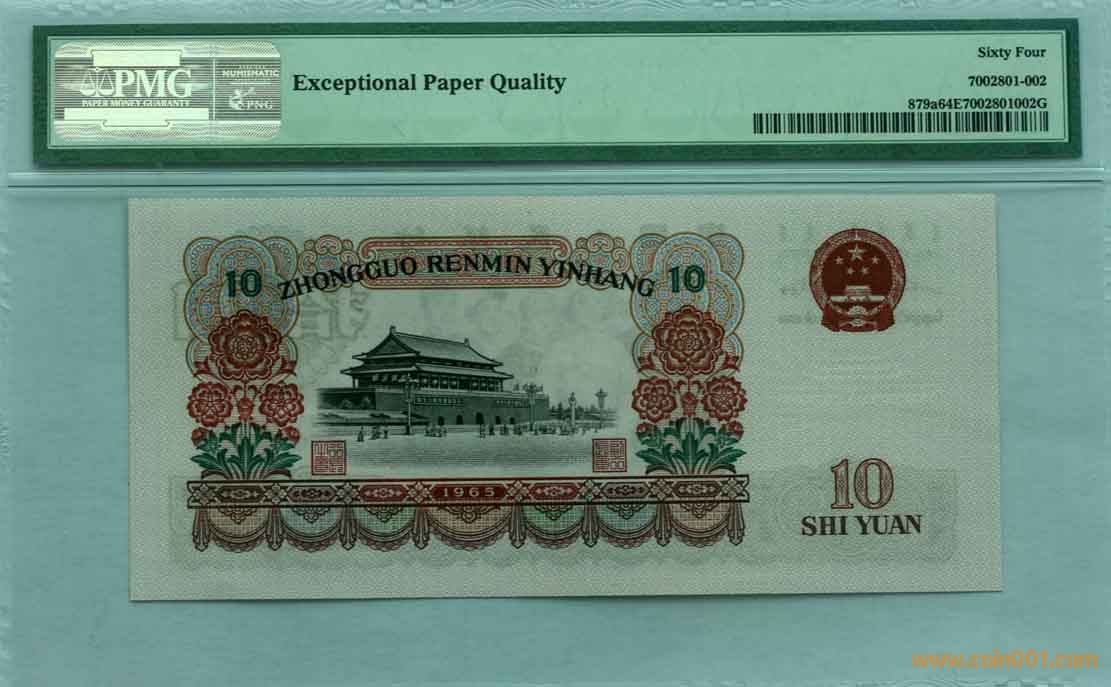 PMG
PAPER MONEY GUARANTY
NUMISMATIC
PNG
Exceptional Paper Quality
Sixty Four
7002801-002
879a64E7002801002G
10 ZHONGGUO RENMIN YINHANG 10
1965
10
SHI YUAN
www.coin001.com